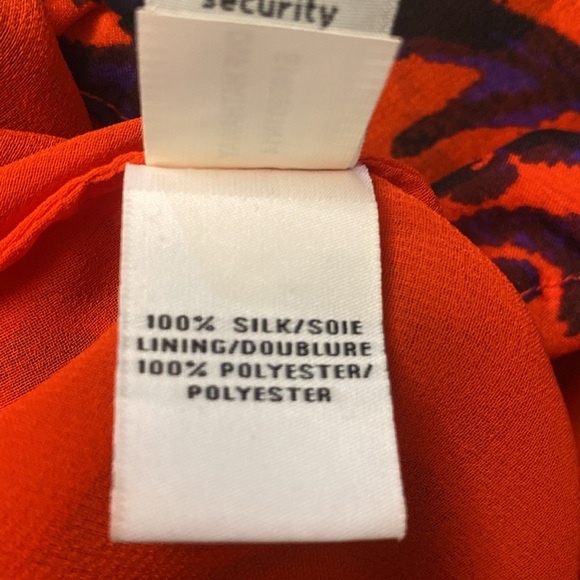 security
100% SILK/SOIE
LINING/DOUBLURE
100% POLYESTER/
POLYESTER